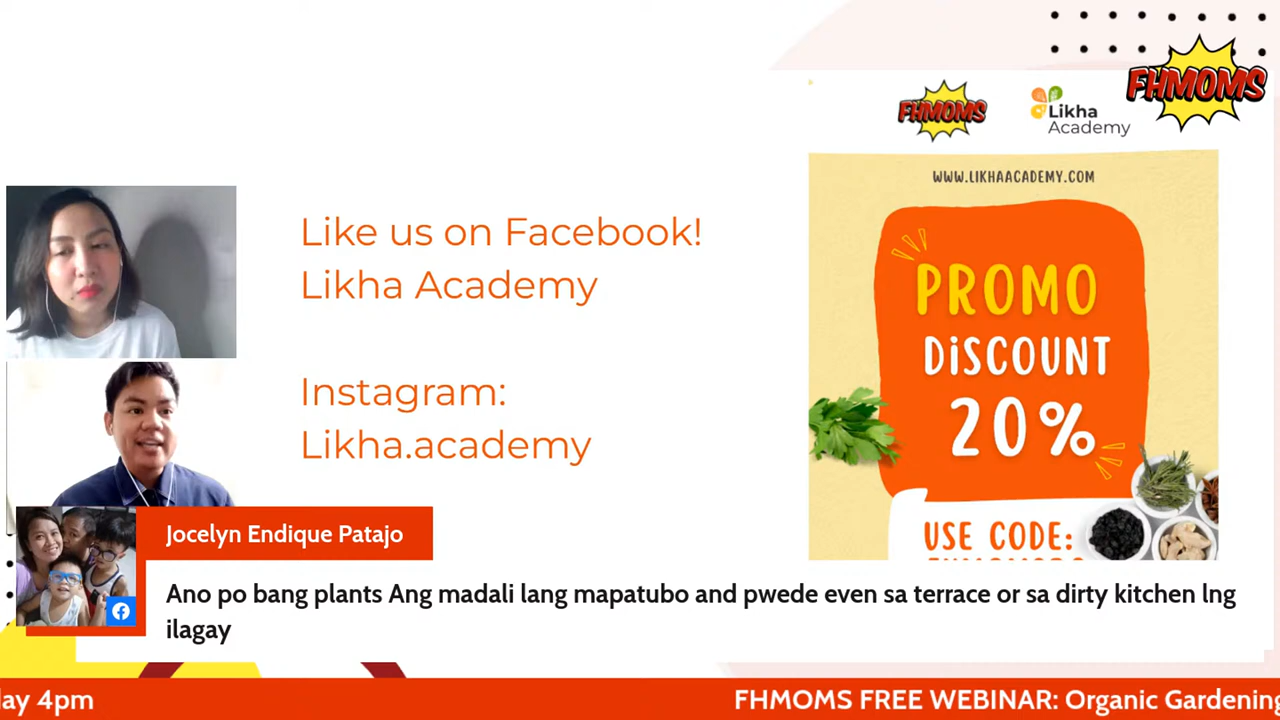 FHMOMS
FHMOMS
Likha
Academy
WWW.LIKHAACADEMY.COM
PROMO
DiSCOUNT
20%
USE CODE:
Like us on Facebook!
Likha Academy
Instagram:
Likha.academy
Jocelyn Endique Patajo
Ano po bang plants Ang madali lang mapatubo and pwede even sa terrace or sa dirty kitchen lng
ilagay
day 4pm
FHMOMS FREE WEBINAR: Organic Gardening